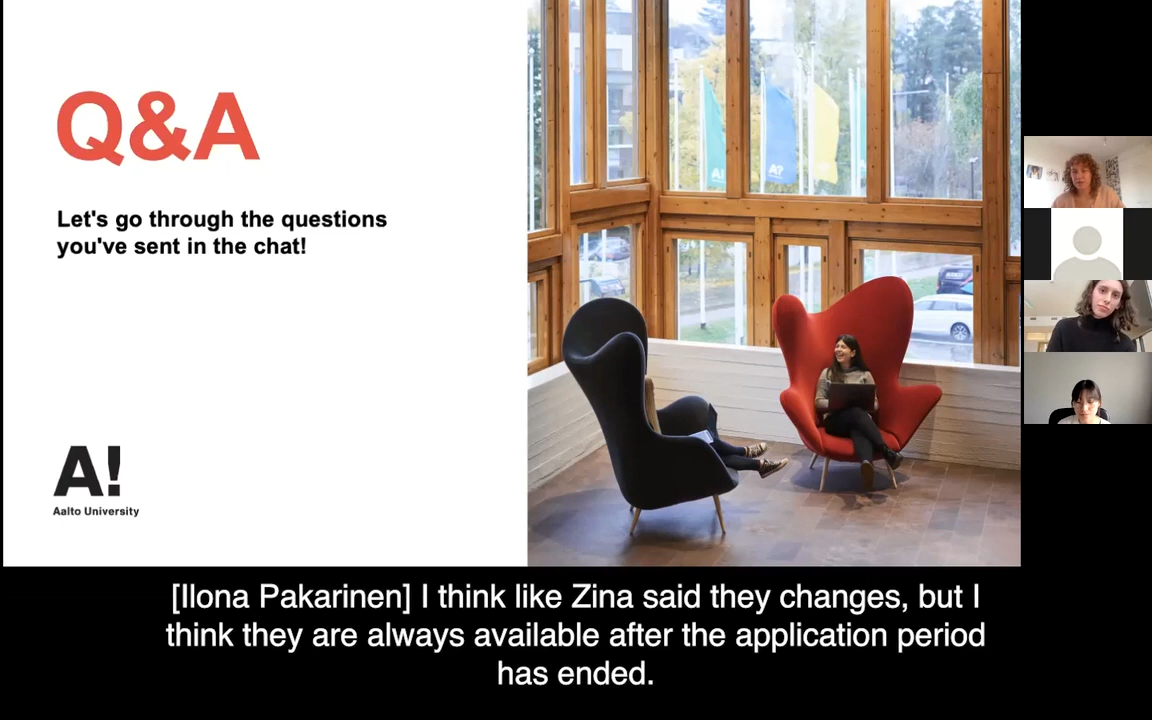 Q&A
Let's go through the questions
you've sent in the chat!
A!
Aalto University
A!
A?
[Ilona Pakarinen] I think like Zina said they changes, but I
think they are always available after the application period
has ended.